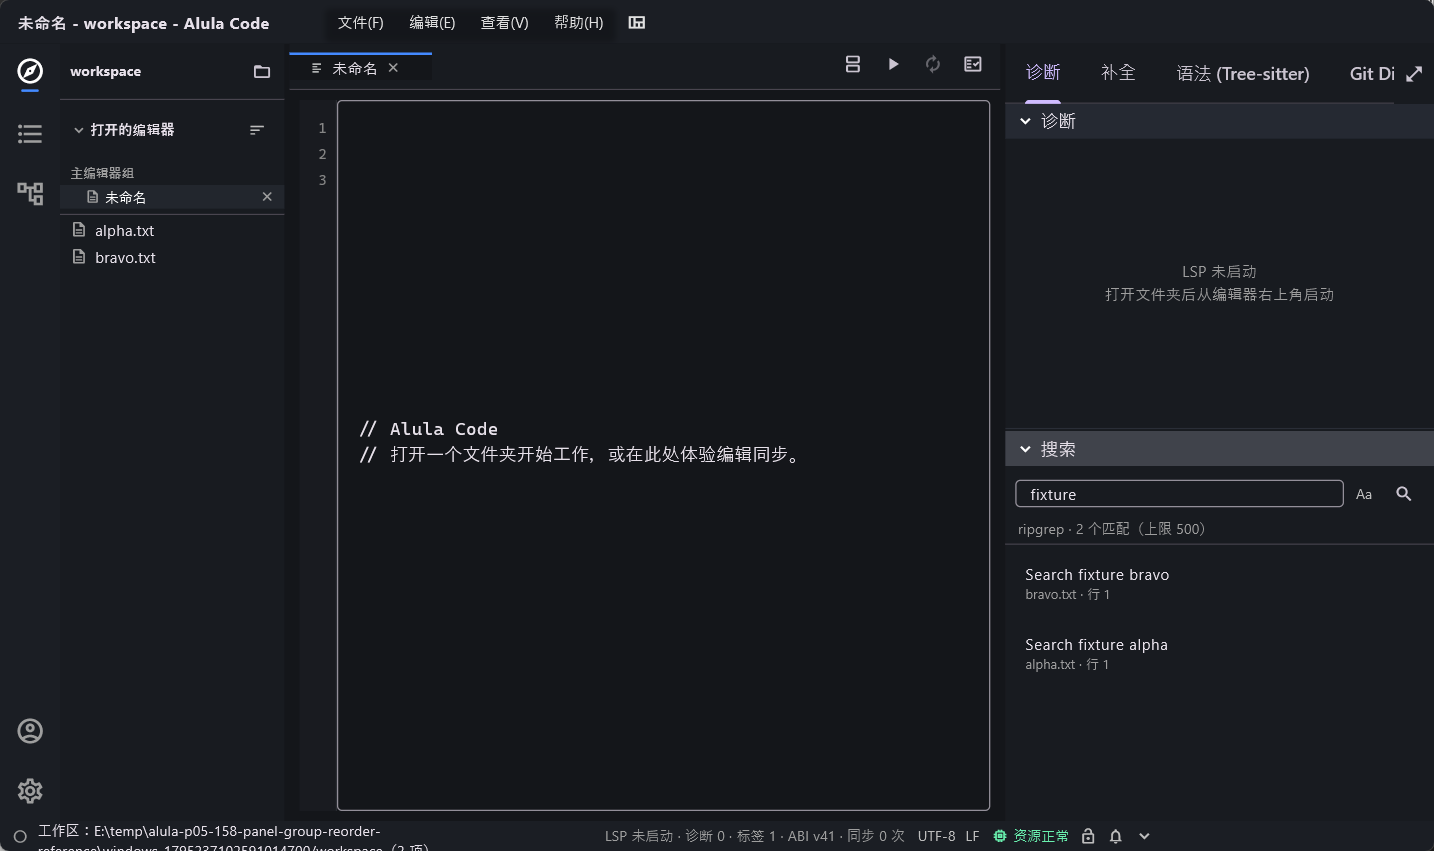 未命名 - workspace - Alula Code
文件(F) 编辑(E) 查看(V) 帮助(H)
workspace
打开的编辑器
主编辑器组
未命名
alpha.txt
bravo.txt
未命名
1
2
3
// Alula Code
// 打开一个文件夹开始工作, 或在此处体验编辑同步。
诊断 补全 语法 (Tree-sitter) Git Di
诊断
LSP 未启动
打开文件夹后从编辑器右上角启动
搜索
fixture Aa
ripgrep · 2 个匹配（上限 500）
Search fixture bravo
bravo.txt · 行 1
Search fixture alpha
alpha.txt · 行 1
工作区：E:\temp\alula-p05-158-panel-group-reorder-
LSP 未启动 · 诊断 0 · 标签 1 · ABI v41 · 同步 0 次 UTF-8 LF 资源正常